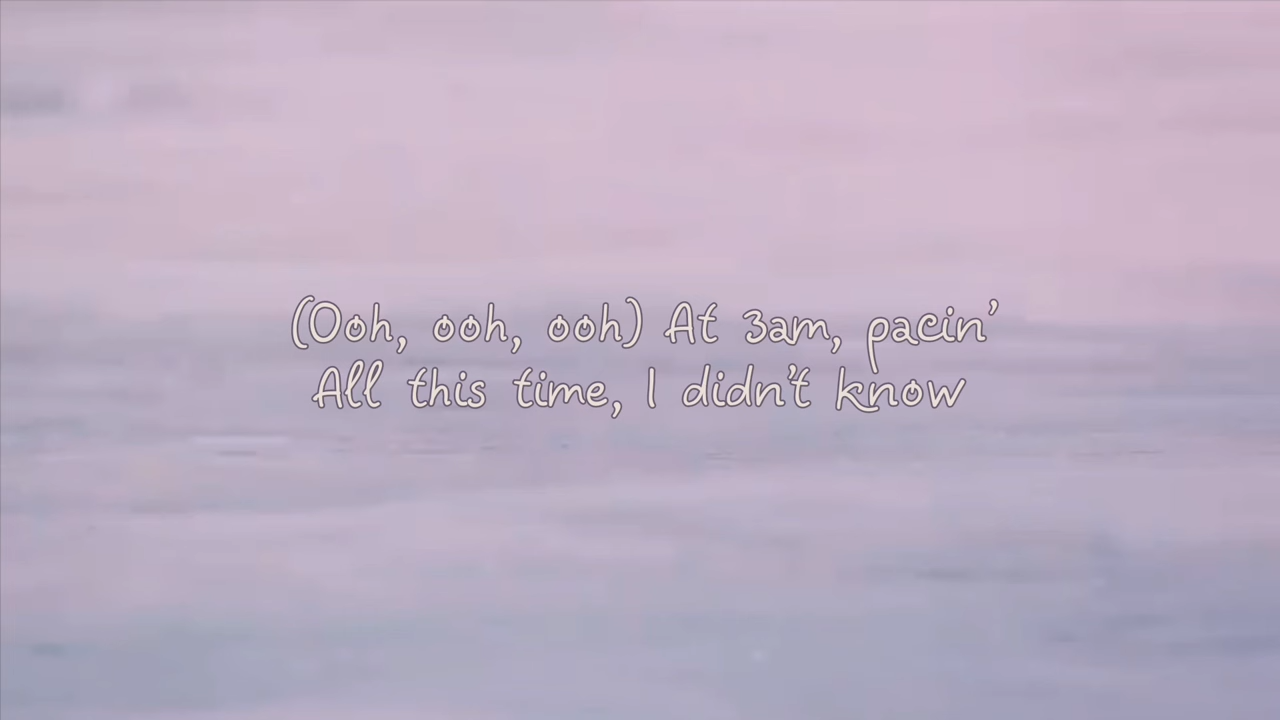 (Ooh, ooh, ooh) At 3am, pacin’
All this time, I didn’t know